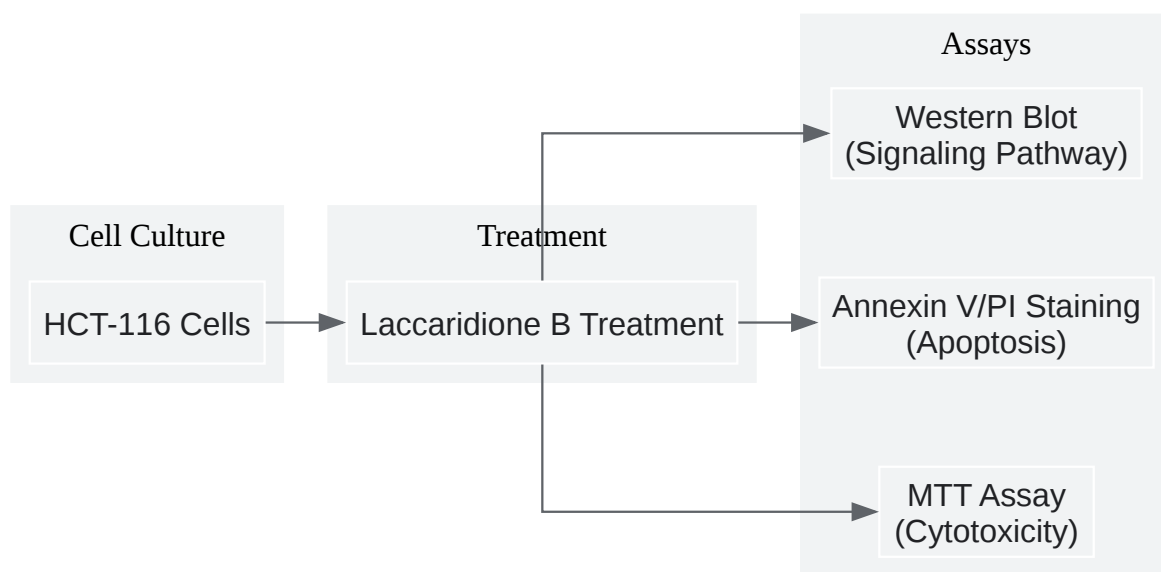 Cell Culture
HCT-116 Cells
Treatment
Laccaridione B Treatment
Assays
Western Blot
(Signaling Pathway)
Annexin V/PI Staining
(Apoptosis)
MTT Assay
(Cytotoxicity)